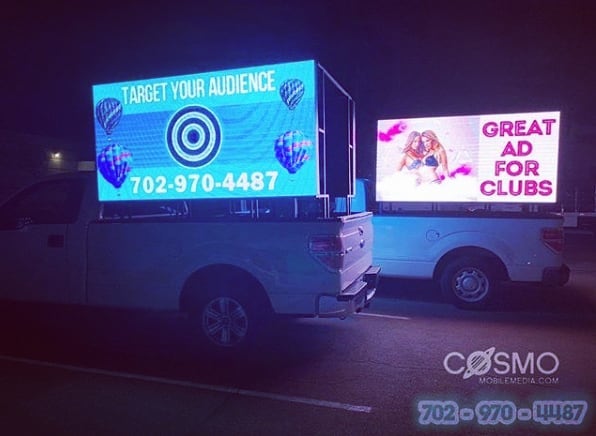 TARGET YOUR AUDIENCE
702-970-4487
GREAT
AD
FOR
CLUBS
COSMO
MOBILEMEDIA.COM
702 - 970 - 4487